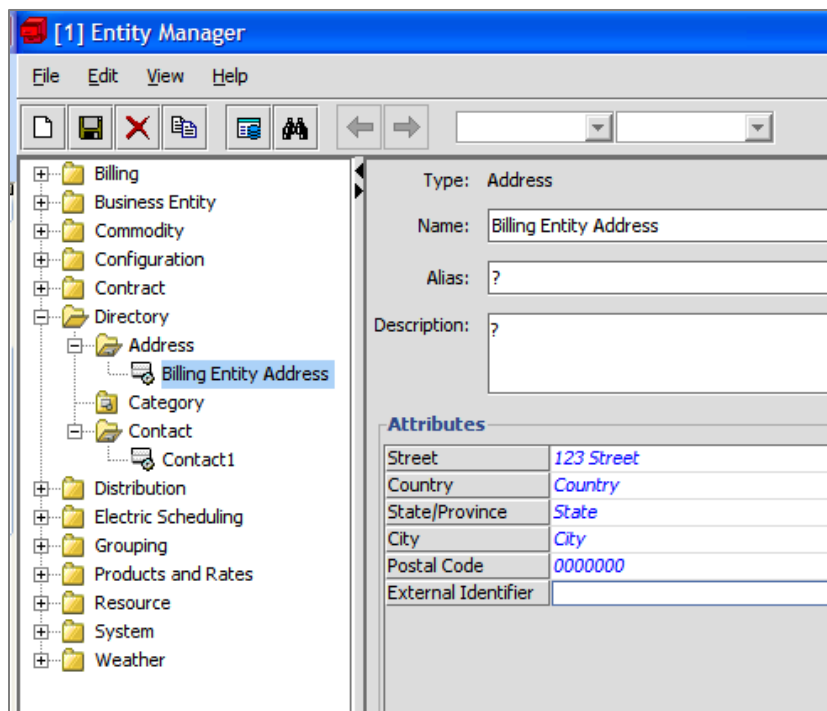 [1] Entity Manager
File Edit View Help
Billing
Business Entity
Commodity
Configuration
Contract
Directory
Address
Billing Entity Address
Category
Contact
Contact1
Distribution
Electric Scheduling
Grouping
Products and Rates
Resource
System
Weather
Type: Address
Name: Billing Entity Address
Alias: ?
Description: ?
Attributes
Street 123 Street
Country Country
State/Province State
City City
Postal Code 0000000
External Identifier